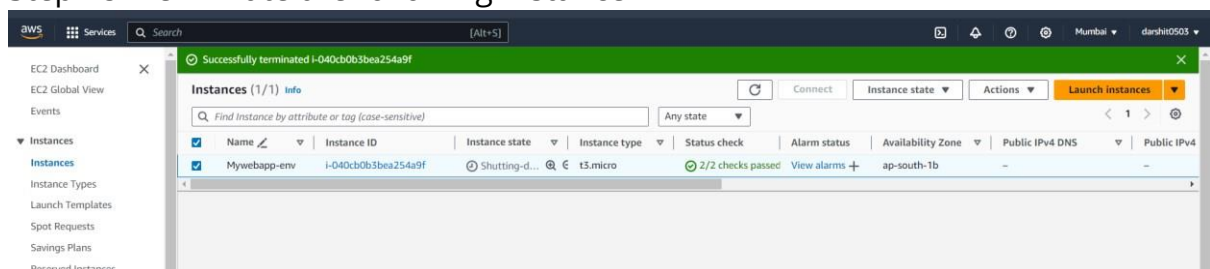 aws Services Search [Alt+S] Mumbai darshit0503
EC2 Dashboard
EC2 Global View
Events
Instances
Instances
Instance Types
Launch Templates
Spot Requests
Savings Plans
Successfully terminated i-040cb0b3bea254a9f
Instances (1/1) Info Connect Instance state Actions Launch instances
Find Instance by attribute or tag (case-sensitive) Any state 1
Name Instance ID Instance state Instance type Status check Alarm status Availability Zone Public IPv4 DNS Public IPv4
Mywebapp-env i-040cb0b3bea254a9f Shutting-d... t3.micro 2/2 checks passed View alarms + ap-south-1b – –